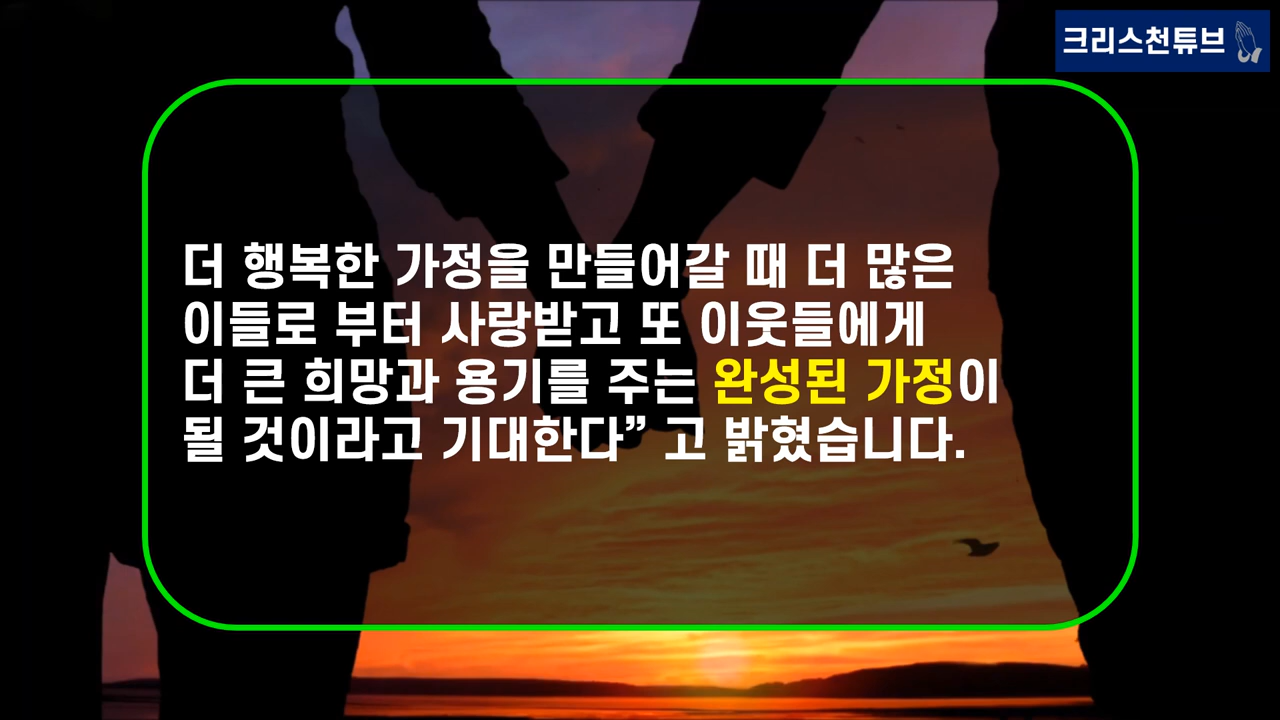 크리스천튜브
더 행복한 가정을 만들어갈 때 더 많은
이들로 부터 사랑받고 또 이웃들에게
더 큰 희망과 용기를 주는 완성된 가정이
될 것이라고 기대한다” 고 밝혔습니다.